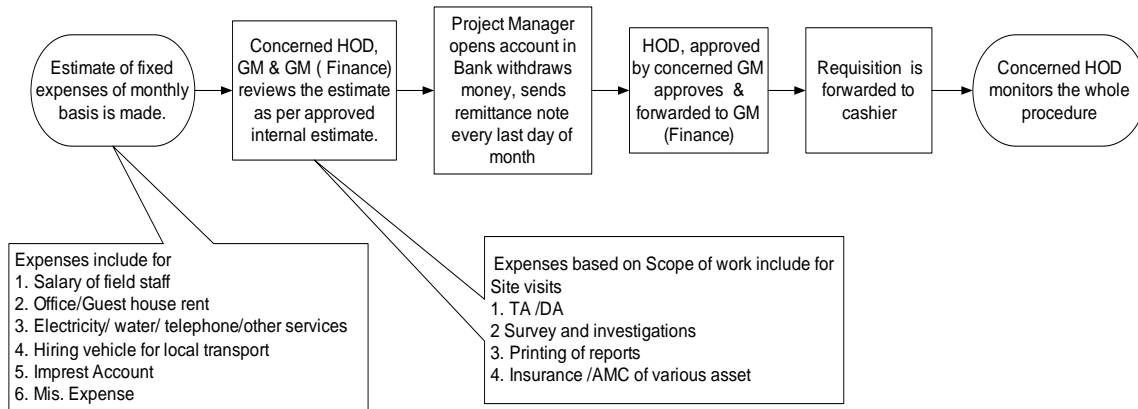 Estimate of fixed
expenses of monthly
basis is made.
Concerned HOD,
GM & GM ( Finance)
reviews the estimate
as per approved
internal estimate.
Project Manager
opens account in
Bank withdraws
money, sends
remittance note
every last day of
month
HOD, approved
by concerned GM
approves  &
forwarded to GM
(Finance)
Requisition is
forwarded to
cashier
Concerned HOD
monitors the whole
procedure
Expenses include for
1. Salary of field staff
2. Office/Guest house rent
3. Electricity/ water/ telephone/other services
4. Hiring vehicle for local transport
5. Imprest Account
6. Mis. Expense
Expenses based on Scope of work include for
Site visits
1.  TA /DA
2 Survey and investigations
3.  Printing of reports
4.  Insurance /AMC of various asset